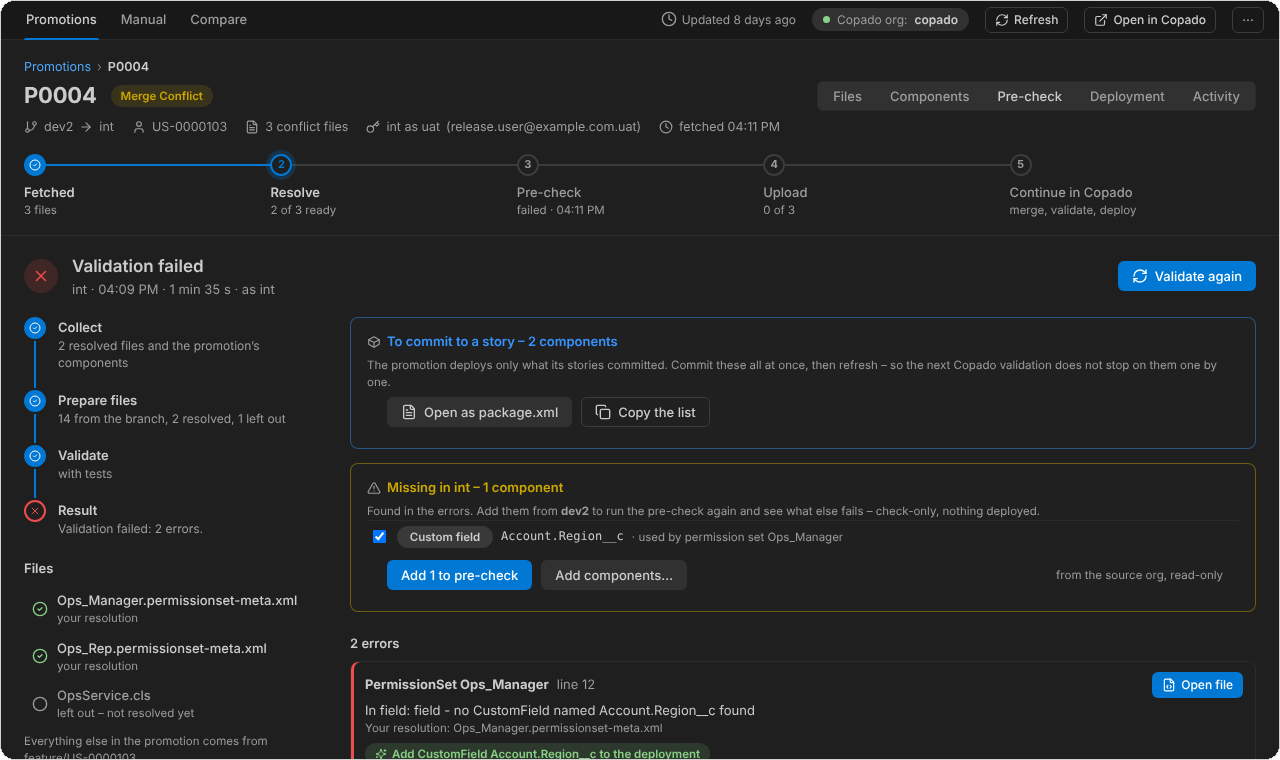 Promotions Manual Compare Updated 8 days ago Copado org: copado Refresh Open in Copado ...
Promotions › P0004
P0004 Merge Conflict
Files Components Pre-check Deployment Activity
dev2 → int US-0000103 3 conflict files int as uat (release.user@example.com.uat) fetched 04:11 PM
2 3 4 5
Fetched Resolve Pre-check Upload Continue in Copado
3 files 2 of 3 ready failed · 04:11 PM 0 of 3 merge, validate, deploy
Validation failed
int · 04:09 PM · 1 min 35 s · as int
Validate again
Collect
2 resolved files and the promotion's
components
Prepare files
14 from the branch, 2 resolved, 1 left out
Validate
with tests
Result
Validation failed: 2 errors.
Files
Ops_Manager.permissionset-meta.xml
your resolution
Ops_Rep.permissionset-meta.xml
your resolution
OpsService.cls
left out – not resolved yet
Everything else in the promotion comes from
feature/US-0000103
To commit to a story – 2 components
The promotion deploys only what its stories committed. Commit these all at once, then refresh – so the next Copado validation does not stop on them one by
one.
Open as package.xml Copy the list
Missing in int – 1 component
Found in the errors. Add them from dev2 to run the pre-check again and see what else fails – check-only, nothing deployed.
Custom field Account.Region__c · used by permission set Ops_Manager
Add 1 to pre-check Add components... from the source org, read-only
2 errors
PermissionSet Ops_Manager line 12
Open file
In field: field - no CustomField named Account.Region__c found
Your resolution: Ops_Manager.permissionset-meta.xml
Add CustomField Account.Region__c to the deployment